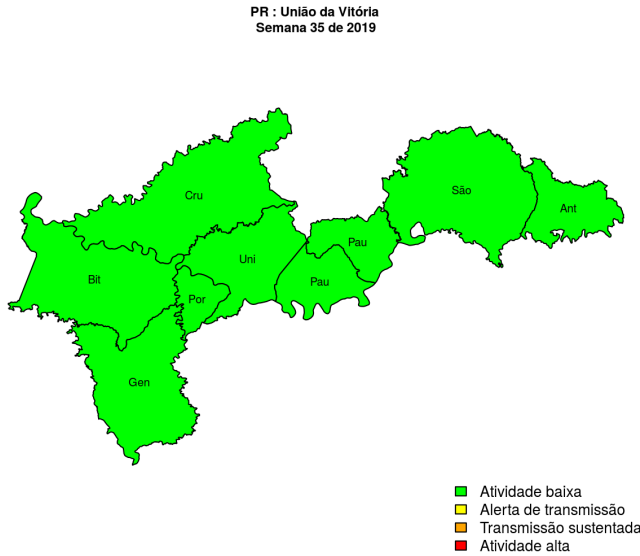 PR : União da Vitória
Semana 35 de 2019
Cru
São
Ant
Pau
Uni
Bit
Pau
Por
Gen
Atividade baixa
Alerta de transmissão
Transmissão sustentada
Atividade alta